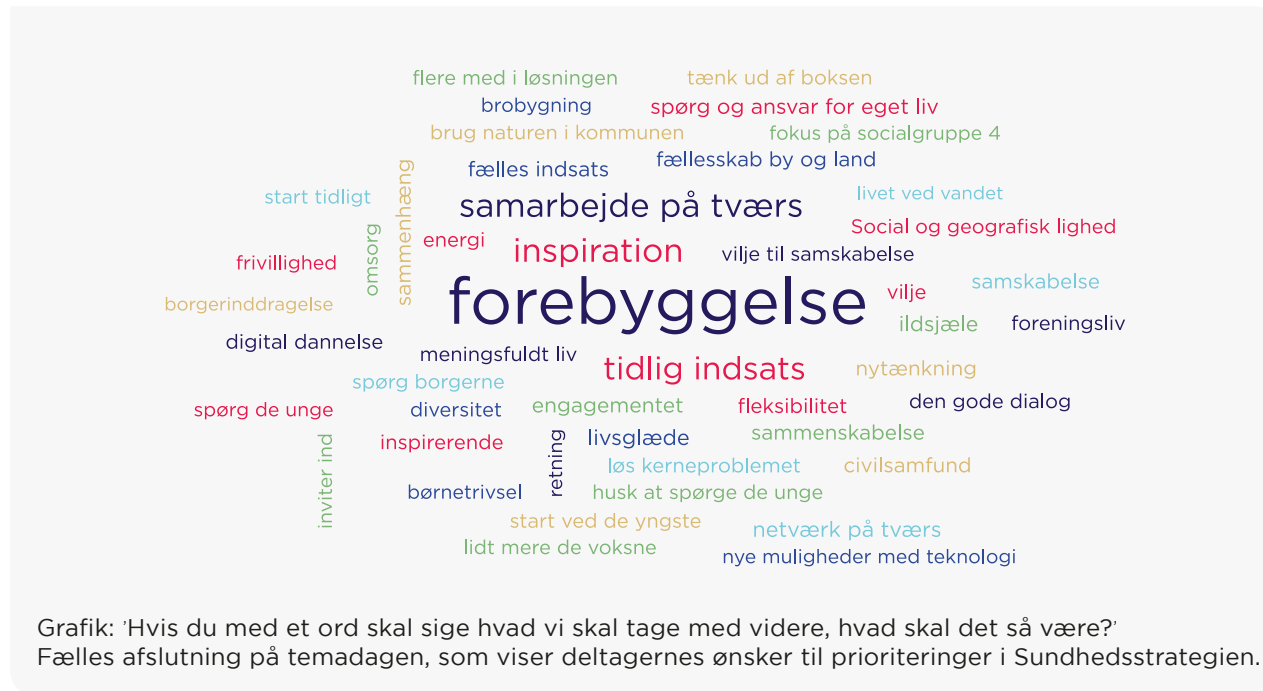 flere med i løsningen
tænk ud af boksen
brobygning
spørg og ansvar for eget liv
brug naturen i kommunen
fokus på socialgruppe 4
fælles indsats
fællesskab by og land
start tidligt
sammenhæng
samarbejde på tværs
livet ved vandet
omsorg
energi
inspiration
vilje til samskabelse
Social og geografisk lighed
frivillighed
forebyggelse
vilje
samskabelse
borgerinddragelse
ildsjæle
foreningsliv
digital dannelse
meningsfuldt liv
tidlig indsats
nytænkning
spørg borgerne
spørg de unge
diversitet
engagementet
fleksibilitet
den gode dialog
inviter ind
inspirerende
retning
livsglæde
sammenskabelse
løs kerneproblemet
civilsamfund
børnetrivsel
husk at spørge de unge
start ved de yngste
netværk på tværs
lidt mere de voksne
nye muligheder med teknologi
Grafik: 'Hvis du med et ord skal sige hvad vi skal tage med videre, hvad skal det så være?'
Fælles afslutning på temadagen, som viser deltagernes ønsker til prioriteringer i Sundhedsstrategien.